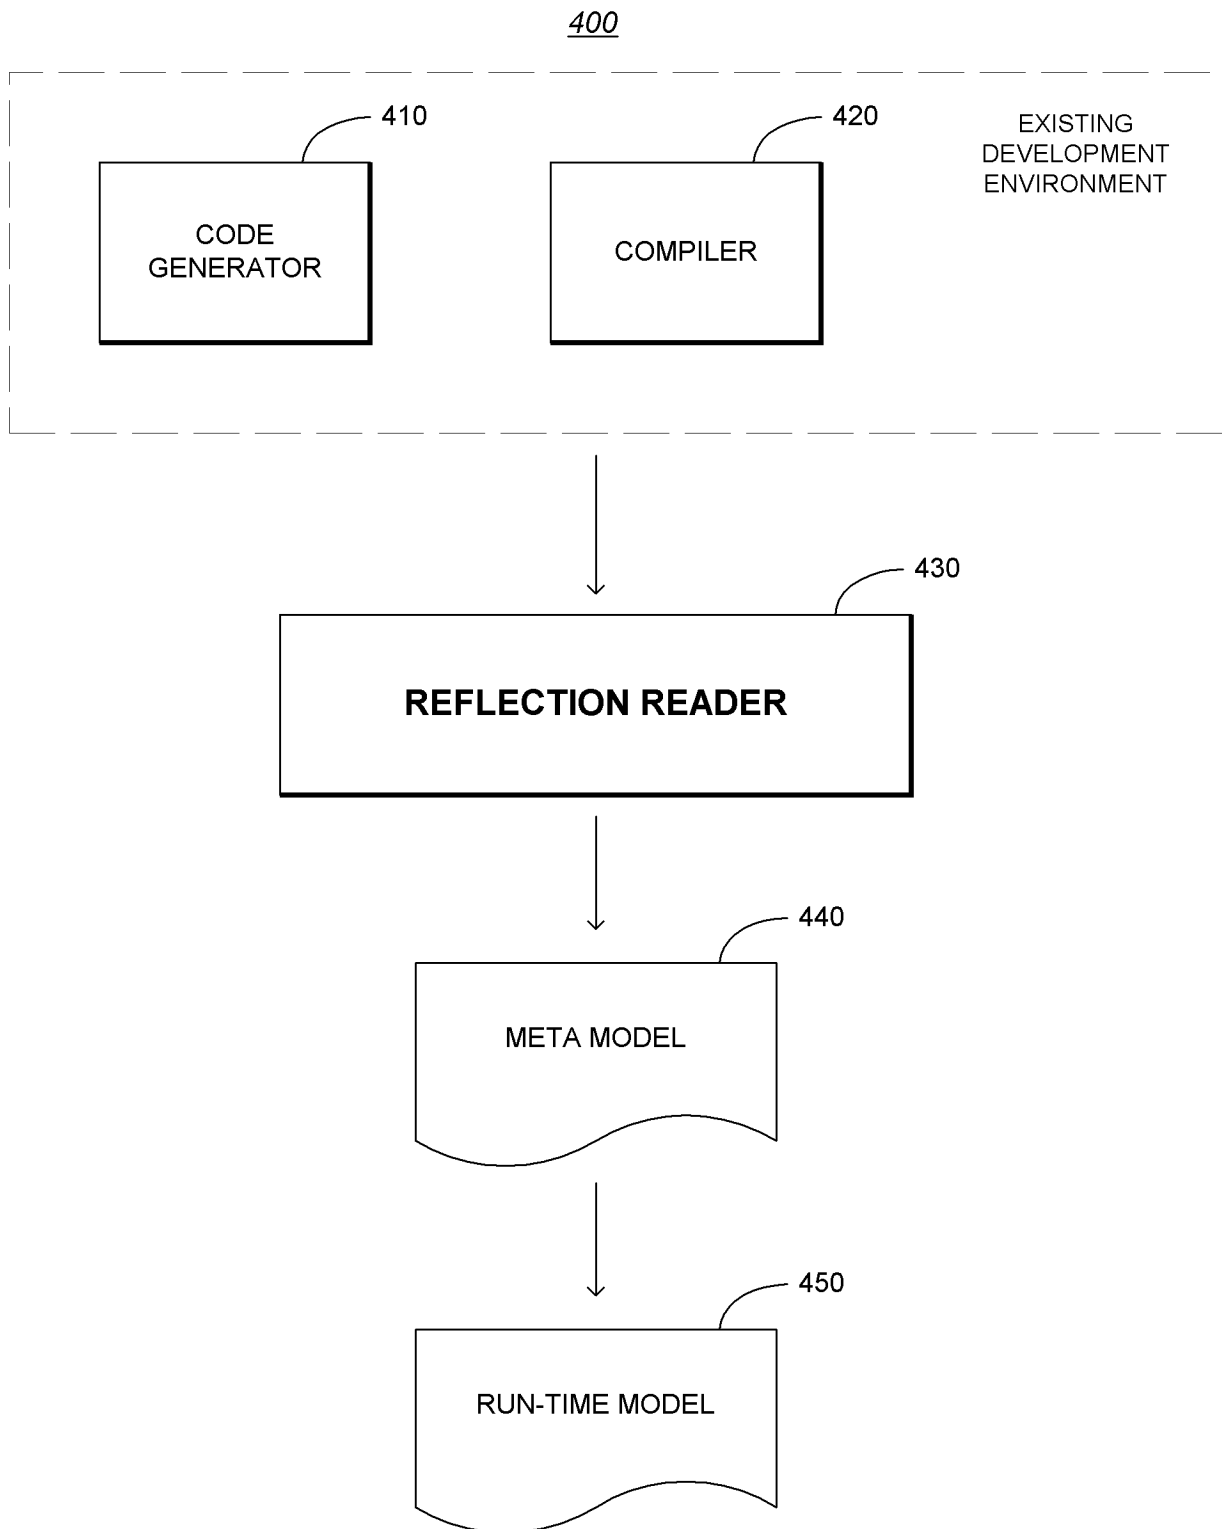 400
410
420
EXISTING
DEVELOPMENT
ENVIRONMENT
CODE
GENERATOR
COMPILER
430
REFLECTION READER
440
META MODEL
450
RUN-TIME MODEL